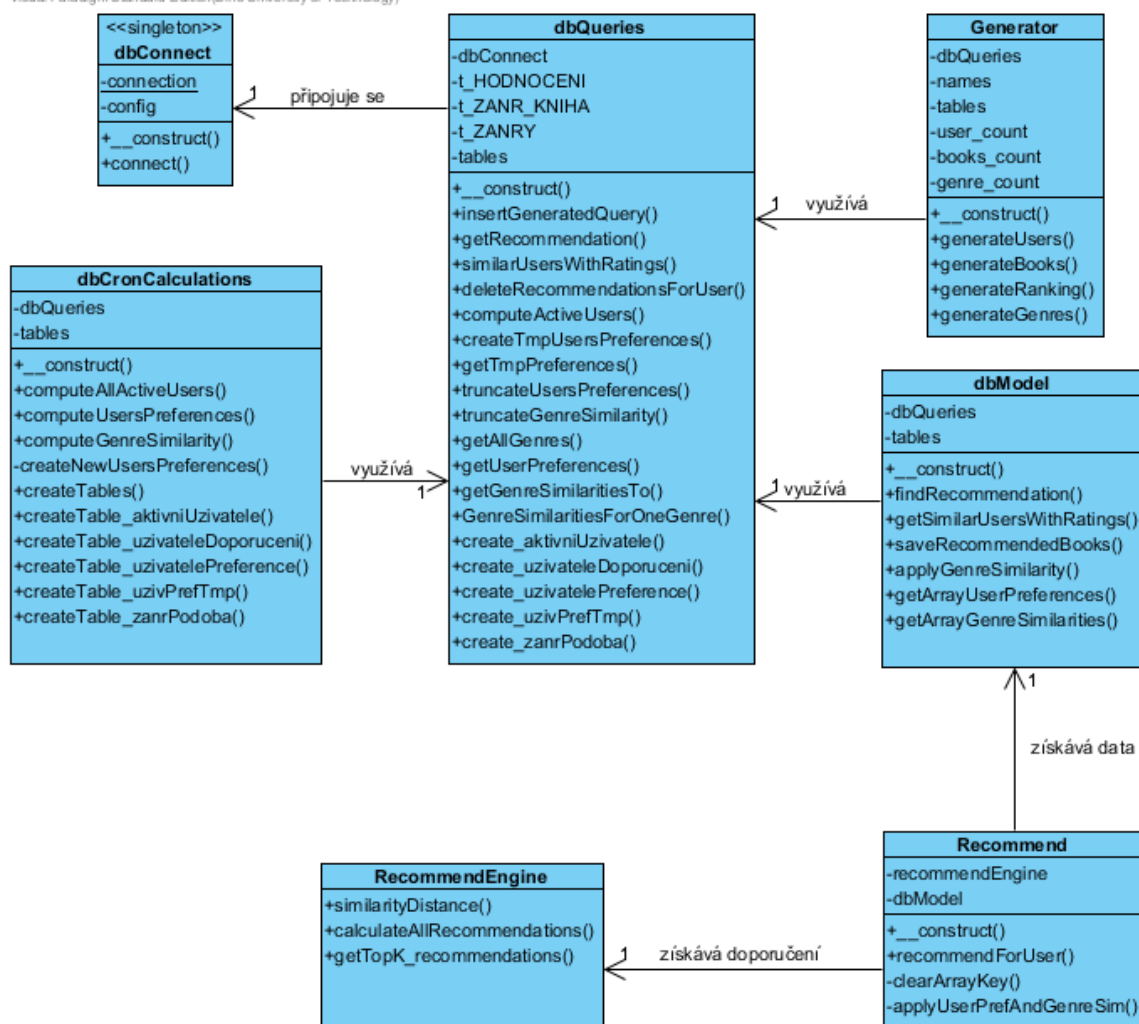 <<singleton>>
dbConnect
-connection
-config
+__construct()
+connect()
1
připojuje se
dbQueries
-dbConnect
-t_HODNOCENI
-t_ZANR_KNIHA
-t_ZANRY
-tables
+__construct()
+insertGeneratedQuery()
+getRecommendation()
+similarUsersWithRatings()
+deleteRecommendationsForUser()
+computeActiveUsers()
+createTmpUsersPreferences()
+getTmpPreferences()
+truncateUsersPreferences()
+truncateGenreSimilarity()
+getAllGenres()
+getUserPreferences()
+getGenreSimilaritiesTo()
+GenreSimilaritiesForOneGenre()
+create_aktivniUzivatele()
+create_uzivateleDoporuceni()
+create_uzivatelePreference()
+create_uzivPrefTmp()
+create_zanrPodoba()
1
využívá
Generator
-dbQueries
-names
-tables
-user_count
-books_count
-genre_count
+__construct()
+generateUsers()
+generateBooks()
+generateRanking()
+generateGenres()
dbCronCalculations
-dbQueries
-tables
+__construct()
+computeAllActiveUsers()
+computeUsersPreferences()
+computeGenreSimilarity()
-createNewUsersPreferences()
+createTables()
+createTable_aktivniUzivatele()
+createTable_uzivateleDoporuceni()
+createTable_uzivatelePreference()
+createTable_uzivPrefTmp()
+createTable_zanrPodoba()
využívá
1
1
využívá
dbModel
-dbQueries
-tables
+__construct()
+findRecommendation()
+getSimilarUsersWithRatings()
+saveRecommendedBooks()
+applyGenreSimilarity()
+getArrayUserPreferences()
+getArrayGenreSimilarities()
1
získává data
RecommendEngine
+similarityDistance()
+calculateAllRecommendations()
+getTopK_recommendations()
1
získává doporučení
Recommend
-recommendEngine
-dbModel
+__construct()
+recommendForUser()
-clearArrayKey()
-applyUserPrefAndGenreSim()